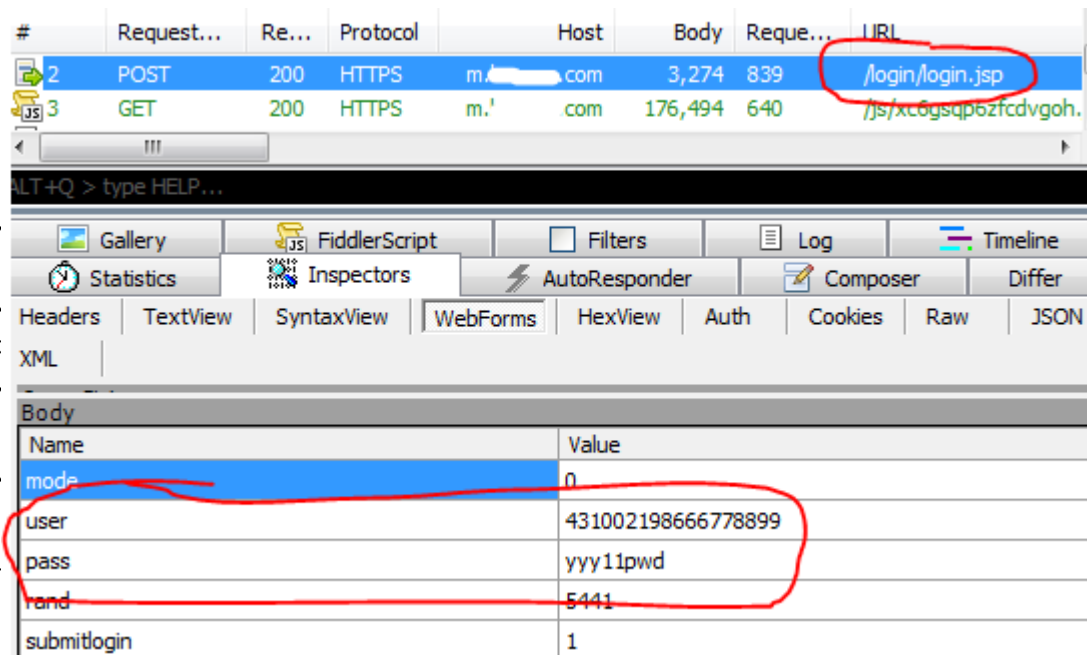 # Request... Re... Protocol Host Body Reque... URL
2 POST 200 HTTPS m. .com 3,274 839 /login/login.jsp
JS 3 GET 200 HTTPS m.' .com 176,494 640
ALT+Q > type HELP...
Gallery JS FiddlerScript Filters Log Timeline
Statistics Inspectors AutoResponder Composer Differ
Headers TextView SyntaxView WebForms HexView Auth Cookies Raw JSON
XML
Body
Name Value
mode 0
user 431002198666778899
pass yyy11pwd
rand 5441
submitlogin 1